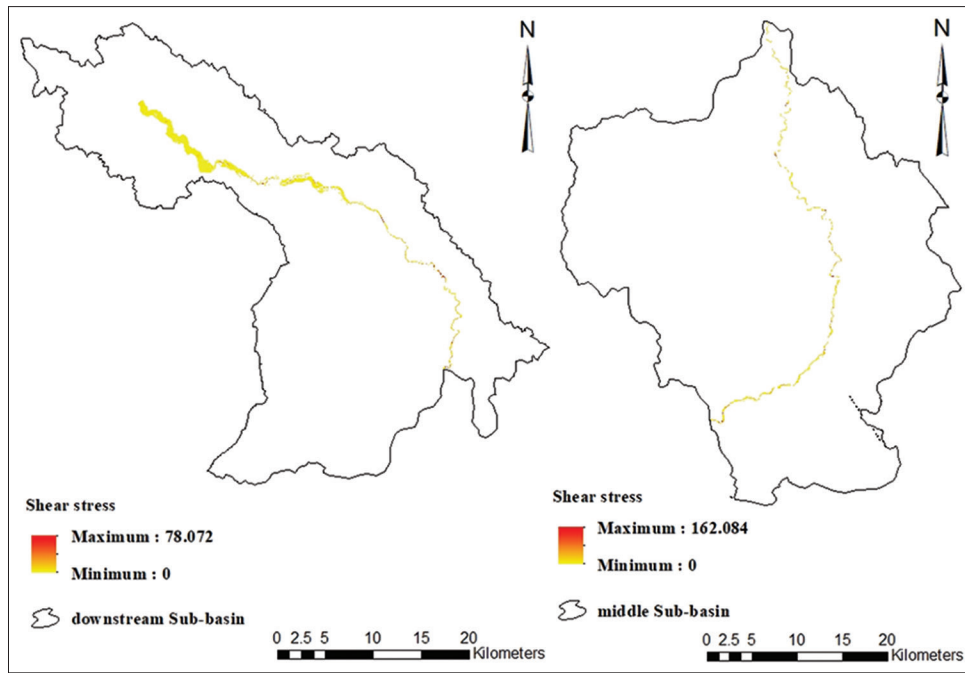 N
Shear stress
Maximum : 78.072
Minimum : 0
downstream Sub-basin
0 2.5 5 10 15 20
Kilometers
N
Shear stress
Maximum : 162.084
Minimum : 0
middle Sub-basin
0 2.5 5 10 15 20
Kilometers